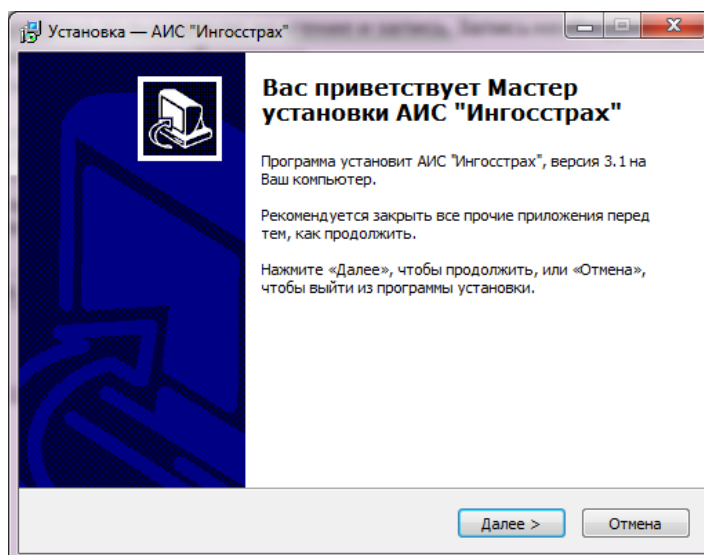 Установка — АИС "Ингосстрах"
Вас приветствует Мастер
установки АИС "Ингосстрах"
Программа установит АИС "Ингосстрах", версия 3.1 на
Ваш компьютер.
Рекомендуется закрыть все прочие приложения перед
тем, как продолжить.
Нажмите «Далее», чтобы продолжить, или «Отмена»,
чтобы выйти из программы установки.
Далее >
Отмена